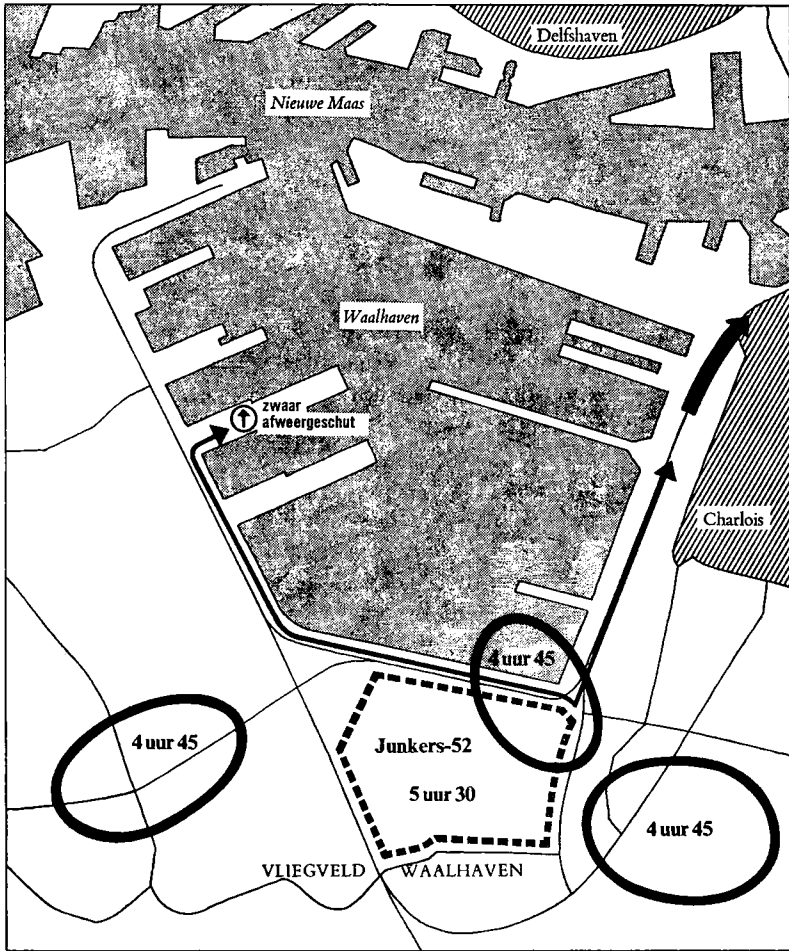 Delfshaven
Nieuwe Maas
Waalhaven
zwaar
afweergeschut
Charlois
4 uur 45
4 uur 45
Junkers-52
5 uur 30
4 uur 45
VLIEGVELD WAALHAVEN